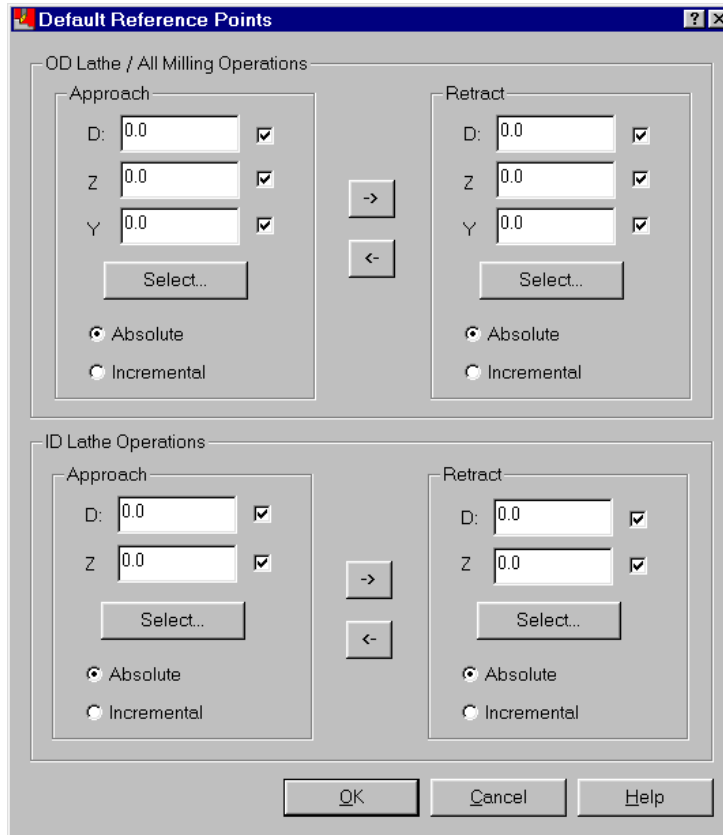 Default Reference Points
OD Lathe / All Milling Operations
Approach
D: 0.0
Z 0.0
Y 0.0
Select...
Absolute
Incremental
->
<-
Retract
D: 0.0
Z 0.0
Y 0.0
Select...
Absolute
Incremental
ID Lathe Operations
Approach
D: 0.0
Z 0.0
Select...
Absolute
Incremental
->
<-
Retract
D: 0.0
Z 0.0
Select...
Absolute
Incremental
OK
Cancel
Help